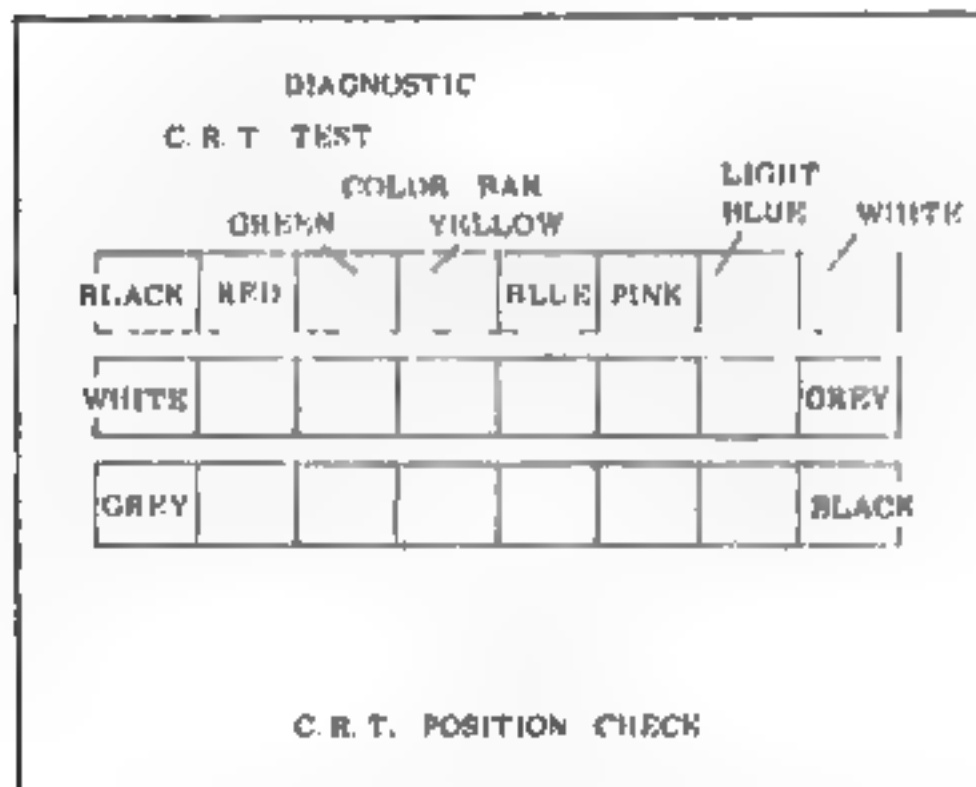 DIAGNOSTIC
C.R.T TEST
COLOR BAR
LIGHT
BLUE
GREEN YELLOW WHITE
BLACK RED BLUE PINK
WHITE GREY
GREY BLACK
C.R.T. POSITION CHECK